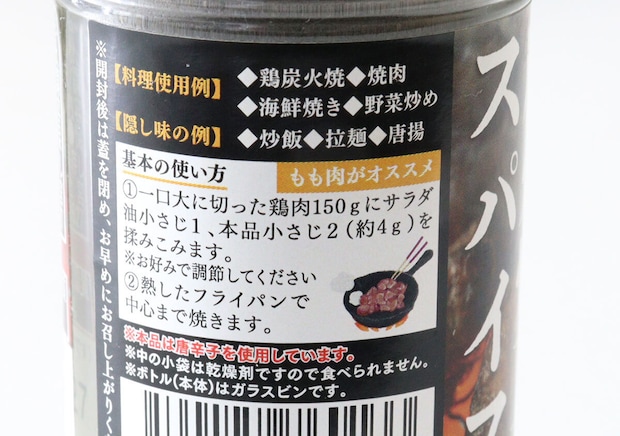 ※開封後は蓋を閉め、お早めにお召し上がりく
【料理使用例】 ◆鶏炭火焼◆焼肉
◆海鮮焼き◆野菜炒め
【隠し味の例】 ◆炒飯◆拉麺◆唐揚
基本の使い方 もも肉がオススメ
①一口大に切った鶏肉150gにサラダ
油小さじ1、本品小さじ2(約4g)を
揉みこみます。
※お好みで調節してください
②熱したフライパンで
中心まで焼きます。
※本品は唐辛子を使用しています。
※中の小袋は乾燥剤ですので食べられません。
※ボトル(本体)はガラスビンです。
スパイス